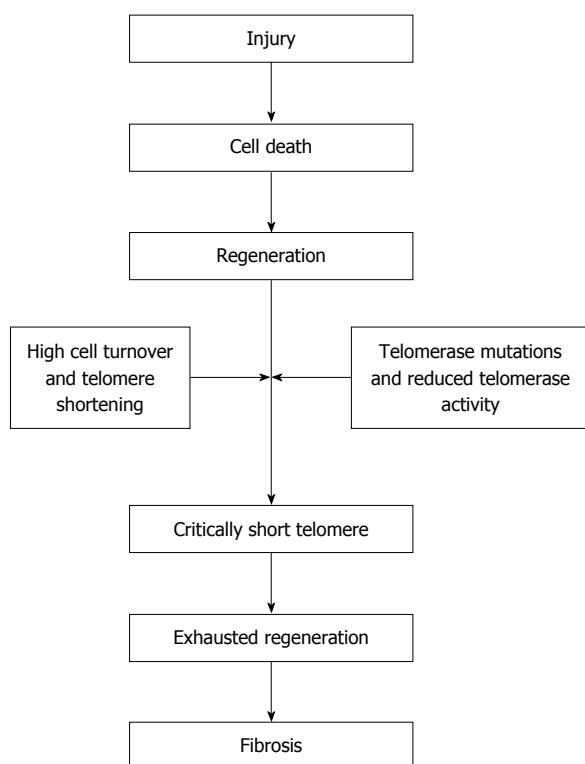 Injury
Cell death
Regeneration
High cell turnover
and telomere
shortening
Telomerase mutations
and reduced telomerase
activity
Critically short telomere
Exhausted regeneration
Fibrosis